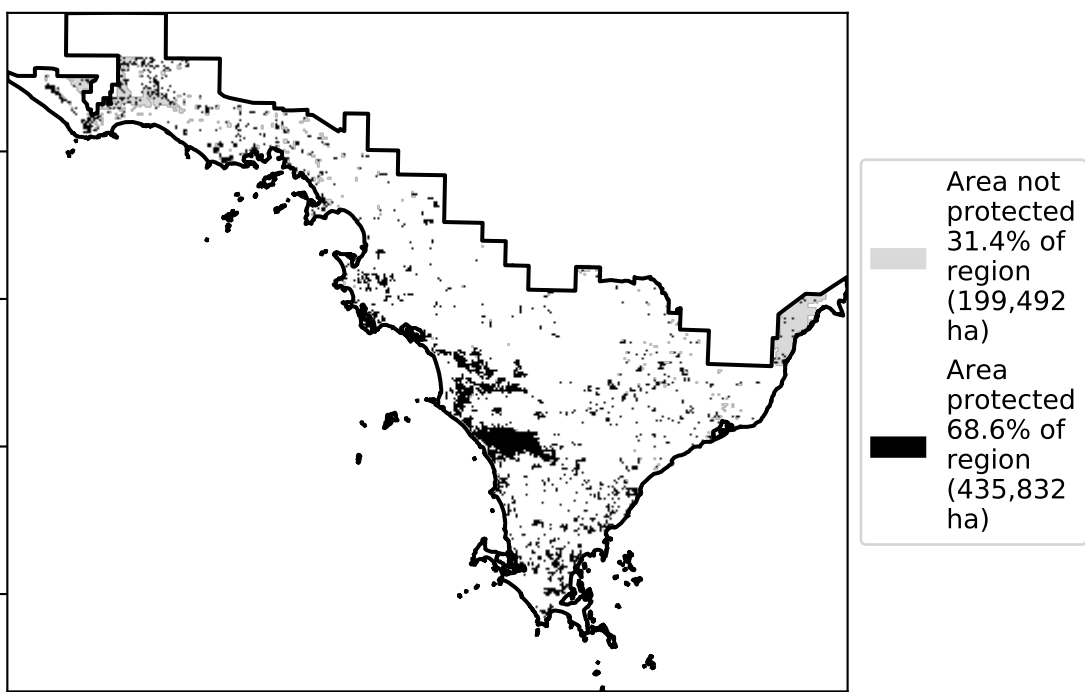 Area not
protected
31.4% of
region
(199,492
ha)
Area
protected
68.6% of
region
(435,832
ha)